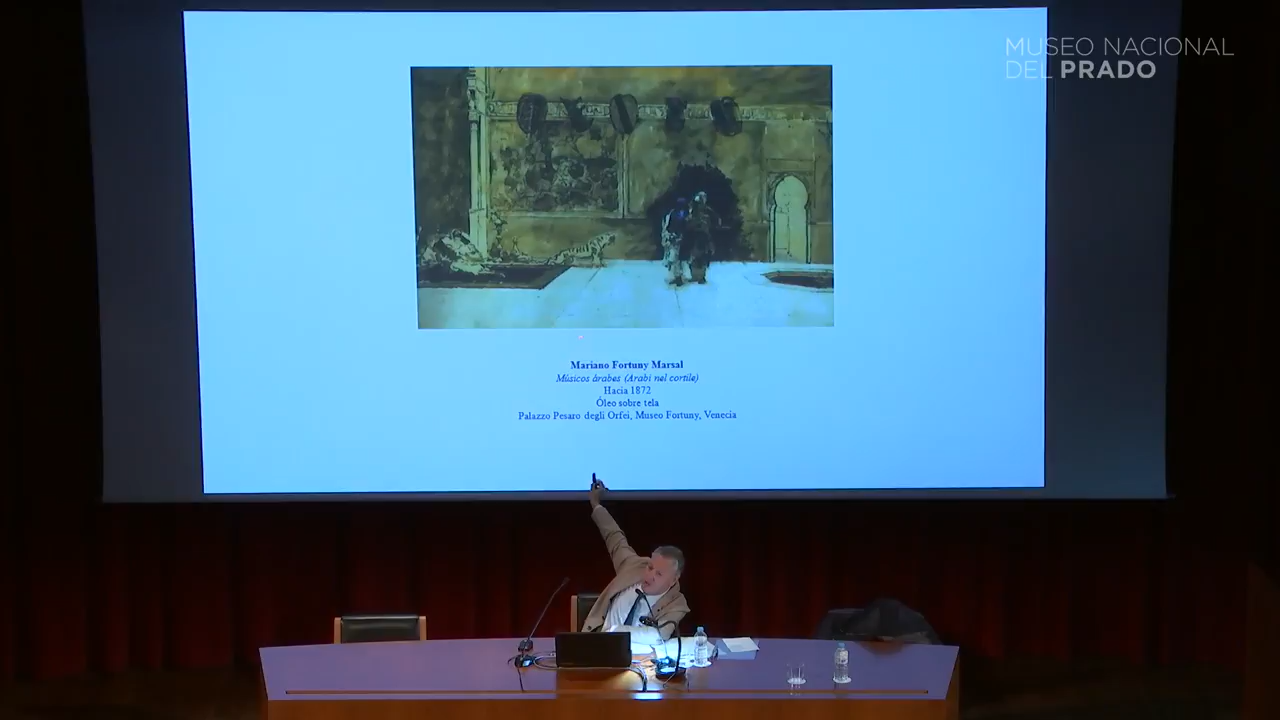 MUSEO NACIONAL
DEL PRADO
Mariano Fortuny Marsal
Músicos árabes (Arabi nel cortile)
Hacia 1872
Óleo sobre tela
Palazzo Pesaro degli Orfei, Museo Fortuny, Venecia